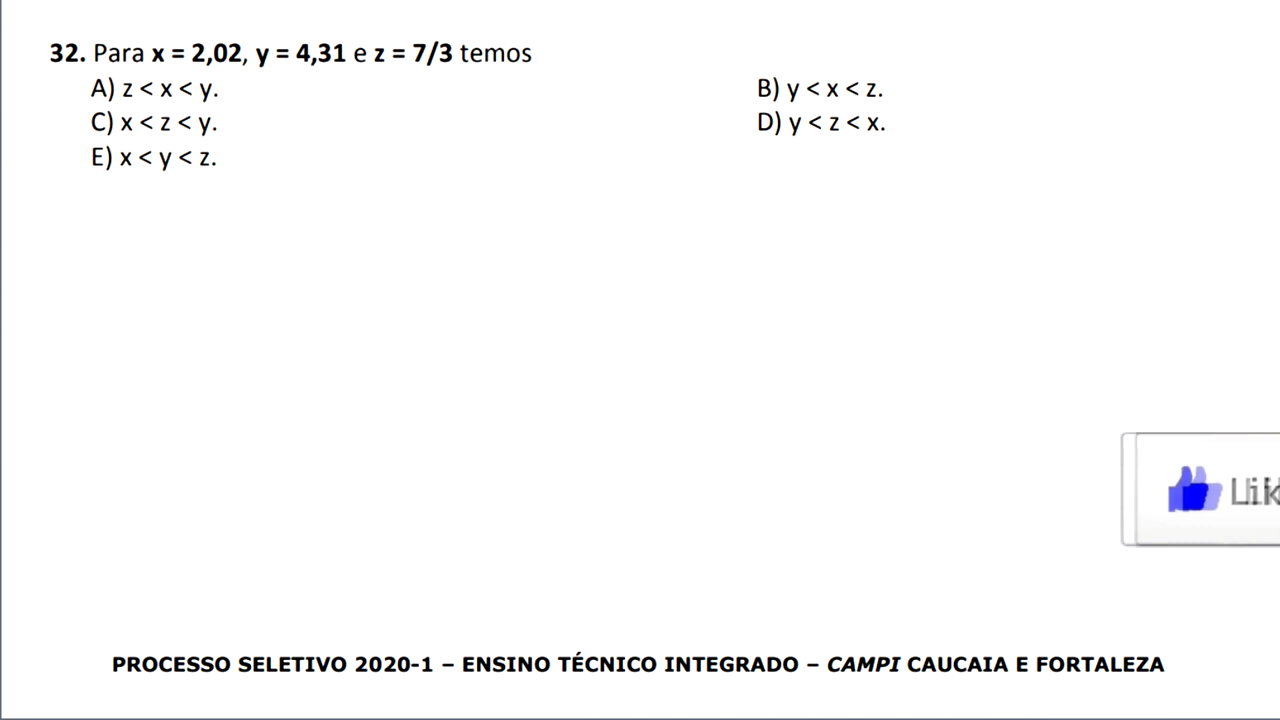 32. Para x = 2,02, y = 4,31 e z = 7/3 temos
A) z < x < y.
B) y < x < z.
C) x < z < y.
D) y < z < x.
E) x < y < z.
PROCESSO SELETIVO 2020-1 – ENSINO TÉCNICO INTEGRADO – CAMPI CAUCAIA E FORTALEZA